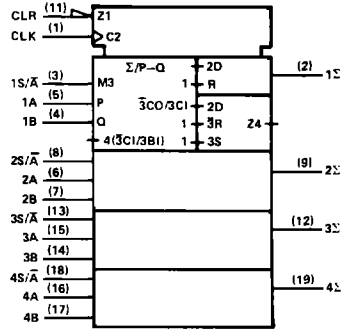 CLR (11) Z1
CLK (1) C2
Σ/P–Q 2D (2) 1Σ
1S/A̅ (3) M3 1 R
1A (5) P 3̅CO/3CI 2D
1B (4) Q 1 3̅R Z4
4(3̅CI/3BI) 1 3S
2S/A̅ (8)
2A (6) (9) 2Σ
2B (7)
3S/A̅ (13)
3A (15) (12) 3Σ
3B (14)
4S/A̅ (18)
4A (16) (19) 4Σ
4B (17)